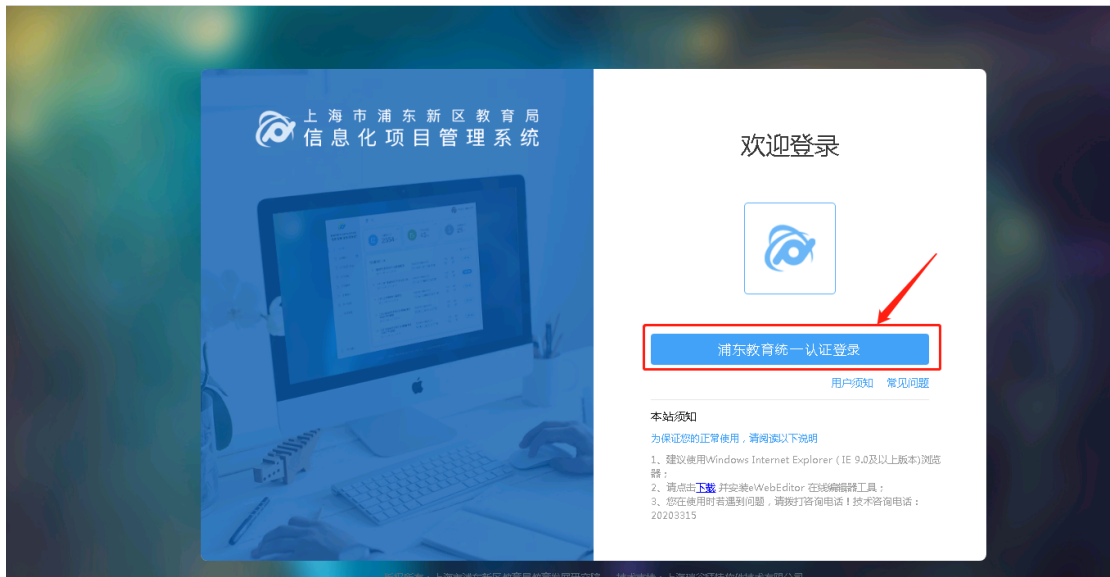 上海市浦东新区教育局
信息化项目管理系统
欢迎登录
浦东教育统一认证登录
用户须知 常见问题
本站须知
为保证您的正常使用，请阅读以下说明
1、建议使用Windows Internet Explorer ( IE 9.0及以上版本)浏览
器；
2、请点击下载 并安装eWebEditor 在线编辑器工具；
3、您在使用时若遇到问题，请拨打咨询电话！技术咨询电话：
20203315